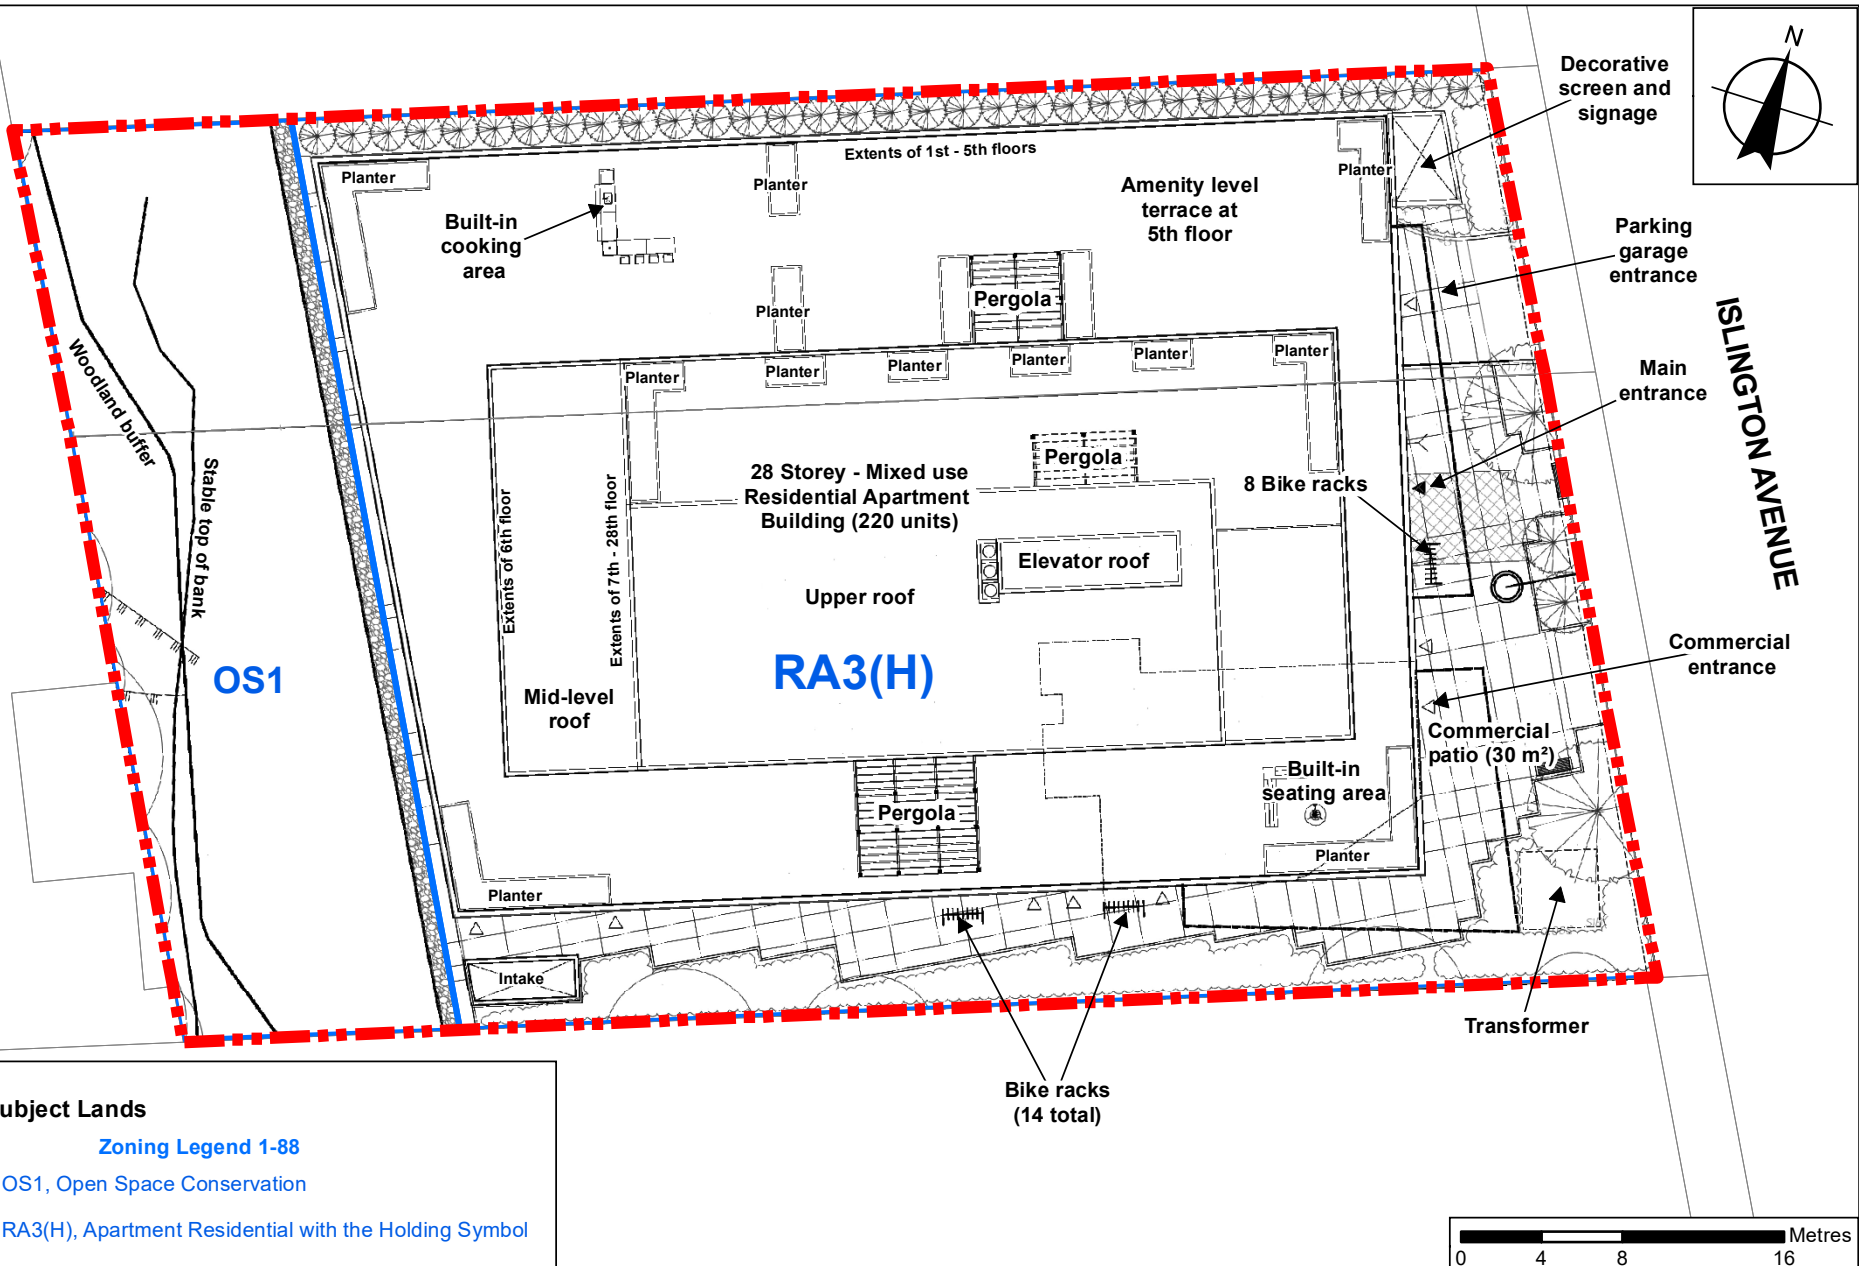 N
Decorative
screen and
signage
Extents of 1st - 5th floors
Planter
Planter
Planter
Amenity level
terrace at
5th floor
Built-in
cooking
area
Parking
garage
entrance
Pergola
Planter
ISLINGTON AVENUE
Woodland buffer
Stable top of bank
Planter
Planter
Planter
Planter
Planter
Planter
Main
entrance
Pergola
28 Storey - Mixed use
Residential Apartment
Building (220 units)
8 Bike racks
Extents of 6th floor
Extents of 7th - 28th floor
Elevator roof
Upper roof
OS1
RA3(H)
Commercial
entrance
Mid-level
roof
Commercial
patio (30 m²)
Built-in
seating area
Pergola
Planter
Planter
Intake
Transformer
Bike racks
(14 total)
ubject Lands
Zoning Legend 1-88
OS1, Open Space Conservation
RA3(H), Apartment Residential with the Holding Symbol
Metres
0 4 8 16